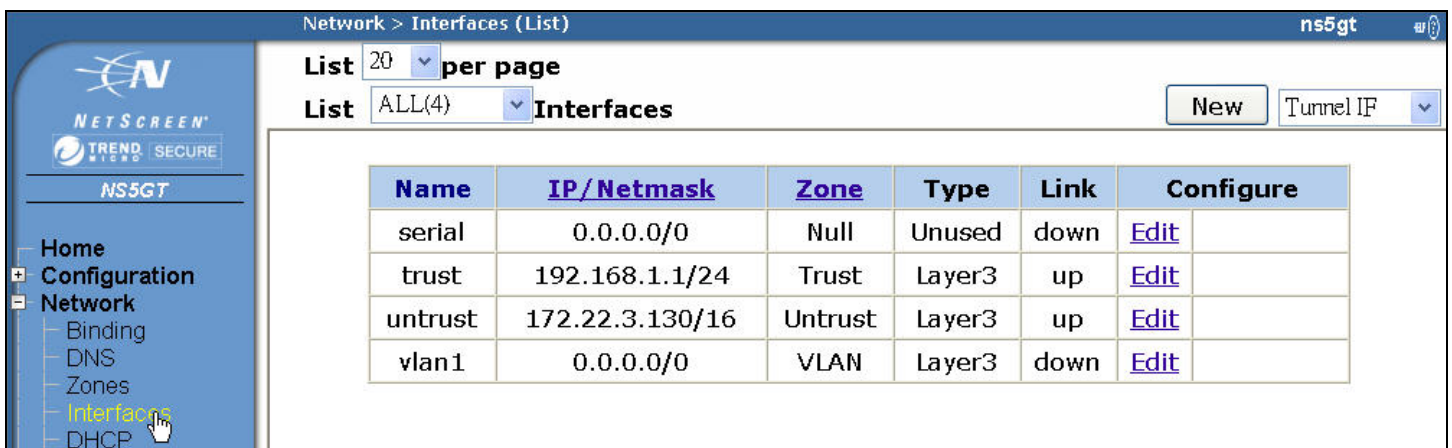 Network > Interfaces (List) ns5gt
NETSCREEN
TREND MICRO SECURE
NS5GT
Home
Configuration
Network
Binding
DNS
Zones
Interfaces
DHCP
List 20 per page
List ALL(4) Interfaces New Tunnel IF
Name IP/Netmask Zone Type Link Configure
serial 0.0.0.0/0 Null Unused down Edit
trust 192.168.1.1/24 Trust Layer3 up Edit
untrust 172.22.3.130/16 Untrust Layer3 up Edit
vlan1 0.0.0.0/0 VLAN Layer3 down Edit